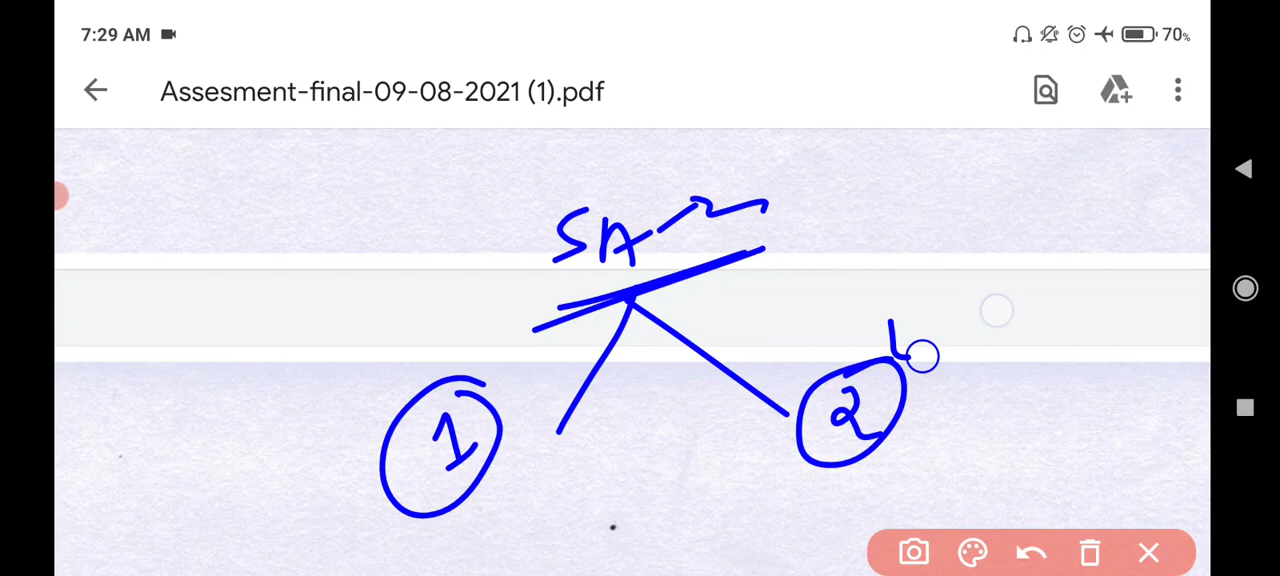 7:29 AM 70%
Assesment-final-09-08-2021 (1).pdf
SA-2
1 2